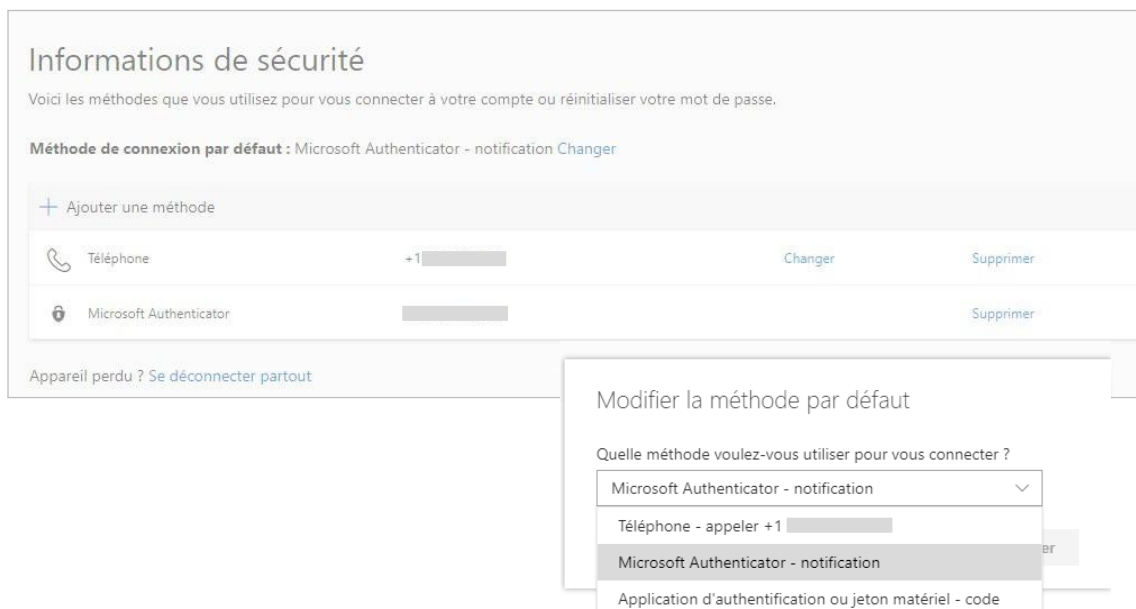 Informations de sécurité
Voici les méthodes que vous utilisez pour vous connecter à votre compte ou réinitialiser votre mot de passe.
Méthode de connexion par défaut : Microsoft Authenticator - notification Changer
+ Ajouter une méthode
Téléphone +1 Changer Supprimer
Microsoft Authenticator Supprimer
Appareil perdu ? Se déconnecter partout
Modifier la méthode par défaut
Quelle méthode voulez-vous utiliser pour vous connecter ?
Microsoft Authenticator - notification
Téléphone - appeler +1
Microsoft Authenticator - notification
er
Application d'authentification ou jeton matériel - code